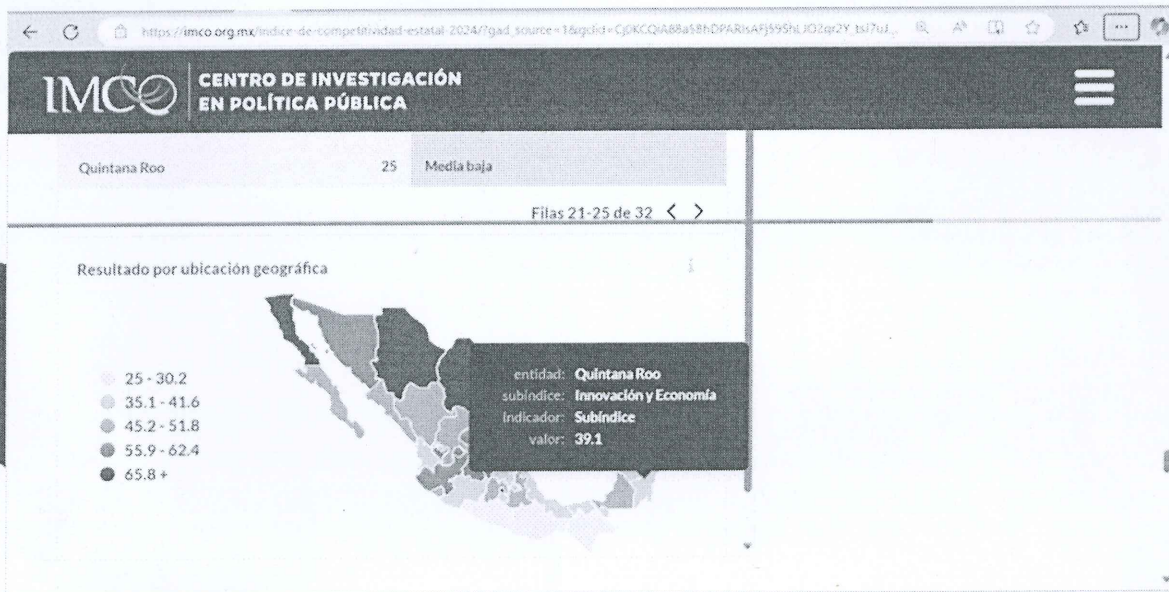 https://imco.org.mx/indice-de-competitividad-estatal-2024/?gad_source=1&gclid=
IMCO
CENTRO DE INVESTIGACIÓN
EN POLÍTICA PÚBLICA
Quintana Roo 25 Media baja
Filas 21-25 de 32
Resultado por ubicación geográfica
25 - 30.2
35.1 - 41.6
45.2 - 51.8
55.9 - 62.4
65.8 +
entidad: Quintana Roo
subíndice: Innovación y Economía
Indicador: Subíndice
valor: 39.1